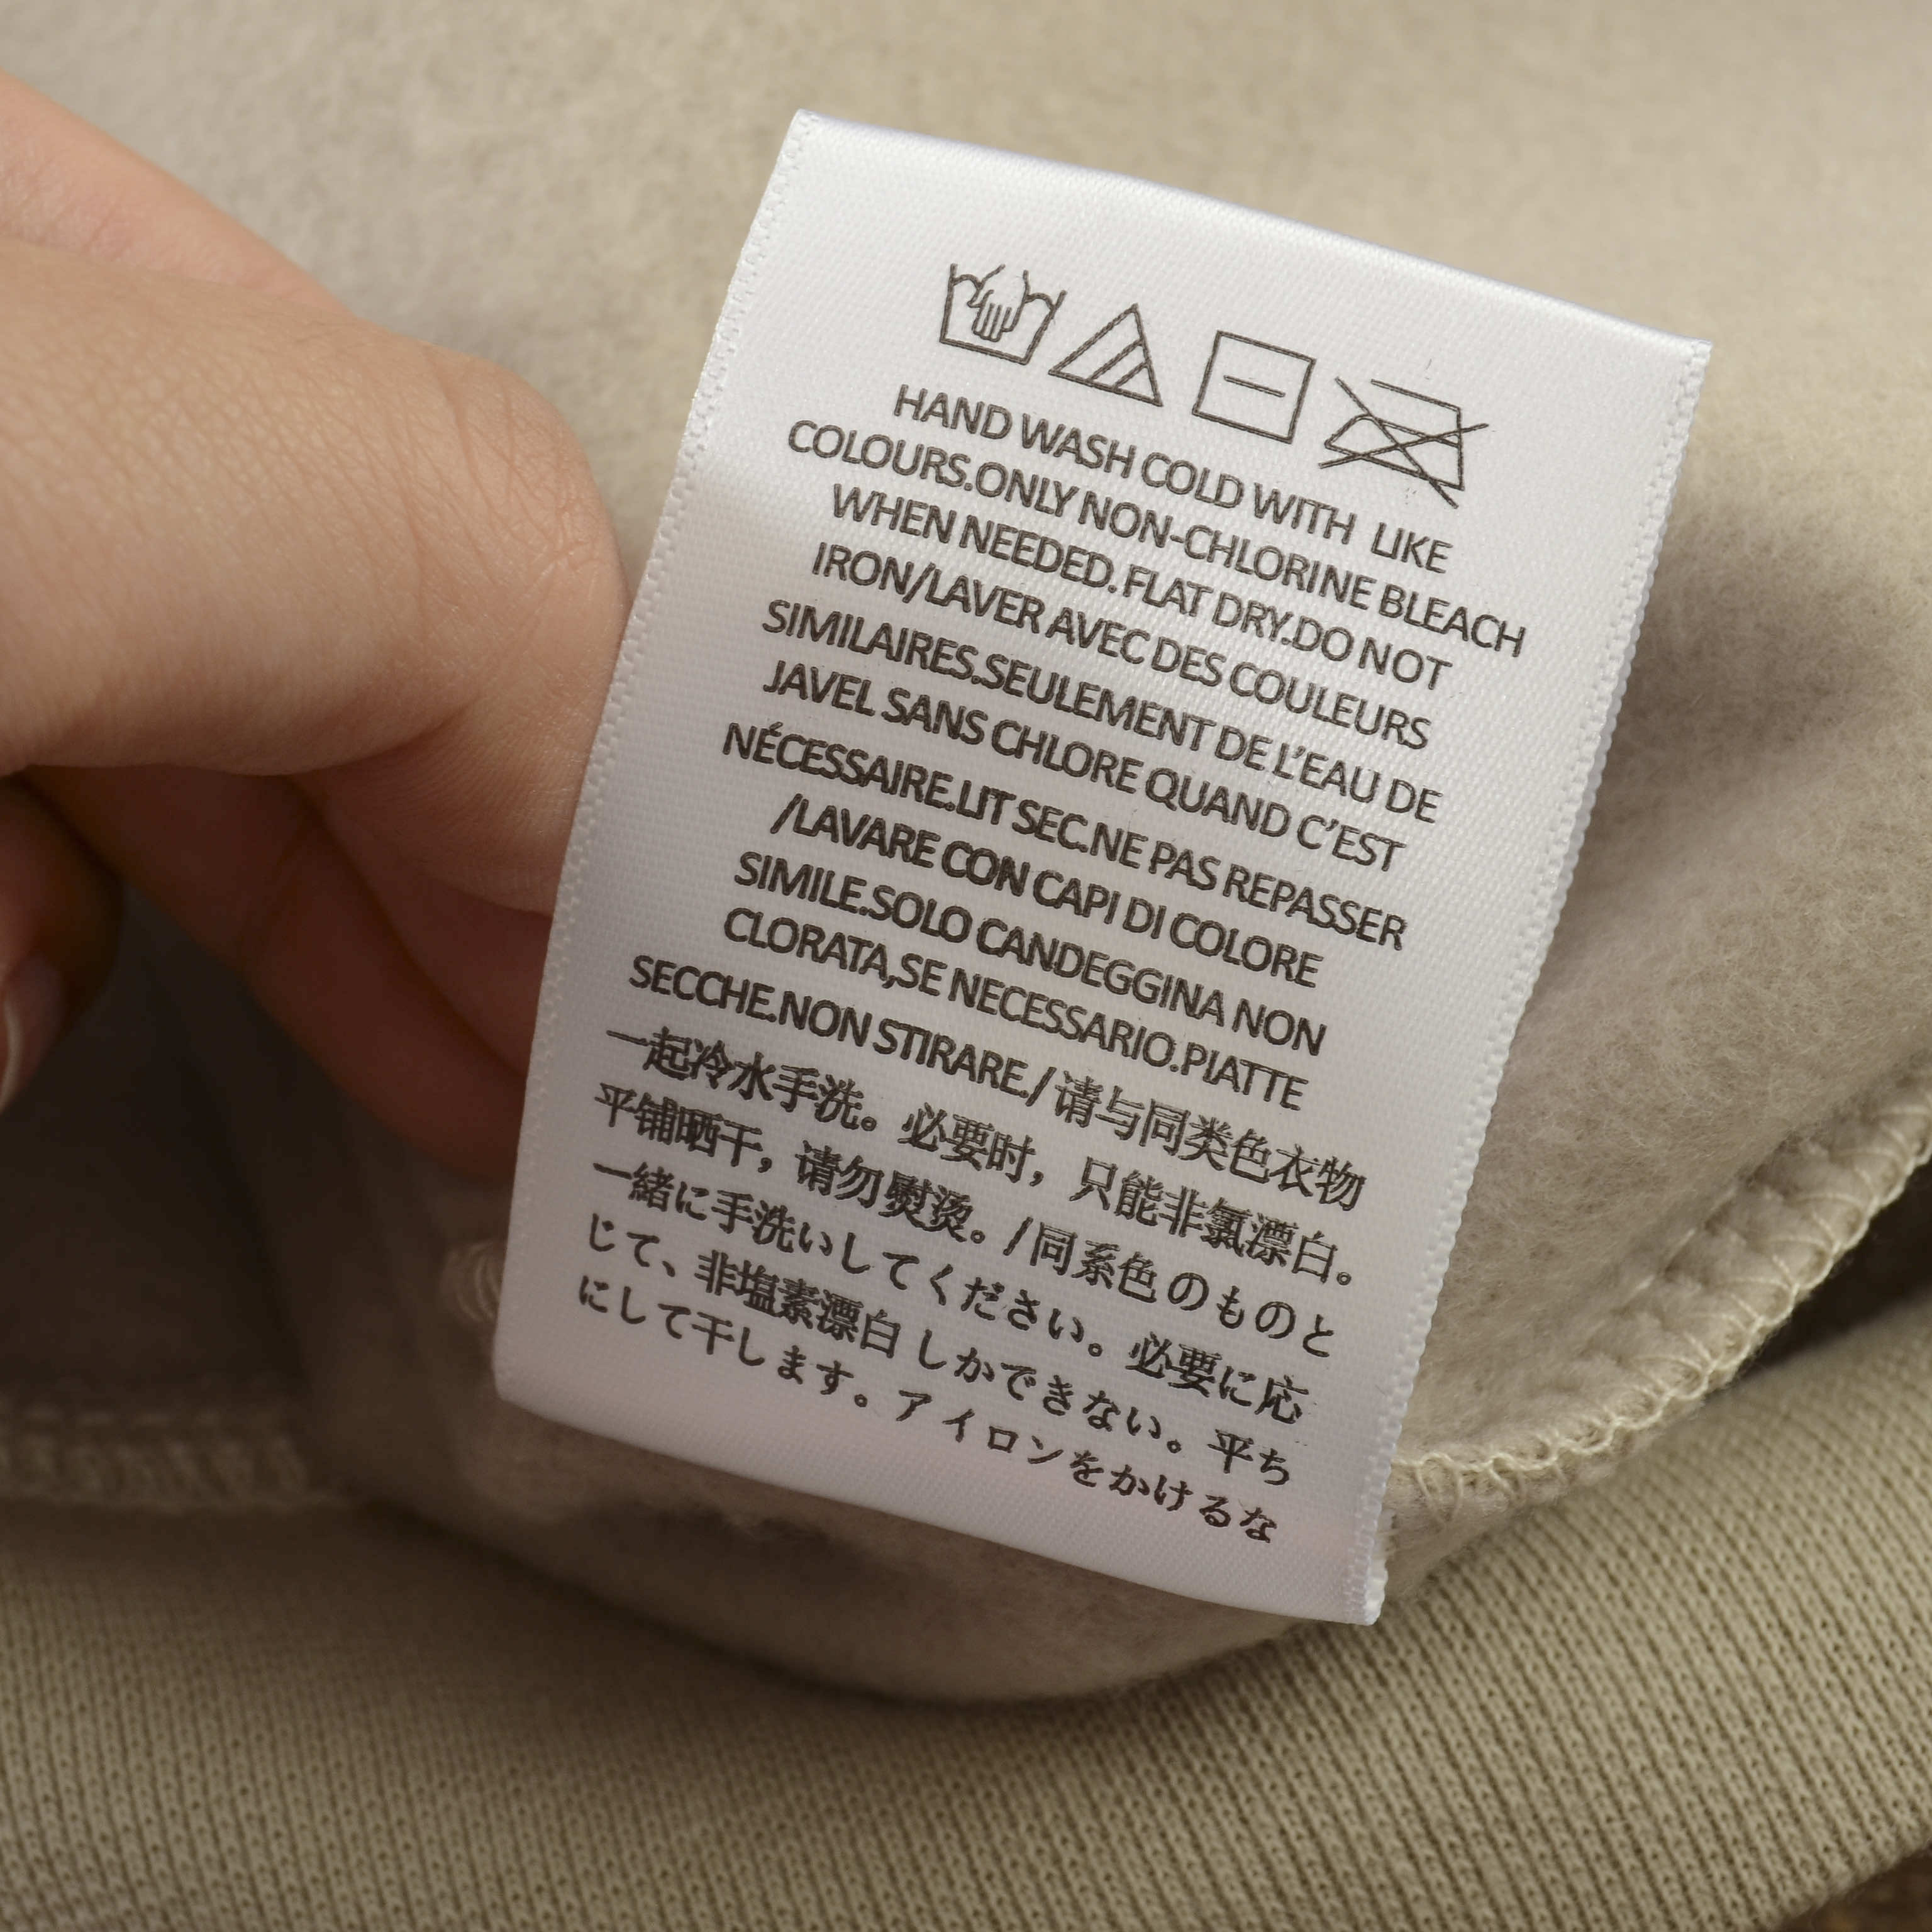 HAND WASH COLD WITH LIKE
COLOURS.ONLY NON-CHLORINE BLEACH
WHEN NEEDED. FLAT DRY.DO NOT
IRON/LAVER AVEC DES COULEURS
SIMILAIRES.SEULEMENT DE L'EAU DE
JAVEL SANS CHLORE QUAND C'EST
NÉCESSAIRE.LIT SEC.NE PAS REPASSER
/LAVARE CON CAPI DI COLORE
SIMILE.SOLO CANDEGGINA NON
CLORATA,SE NECESSARIO.PIATTE
SECCHE.NON STIRARE./请与同类色衣物
一起冷水手洗。必要时，只能非氯漂白。
平铺晒干，请勿熨烫。/同系色のものと
一緒に手洗いしてください。必要に応
じて、非塩素漂白しかできない。平ち
にして干します。アイロンをかけるな